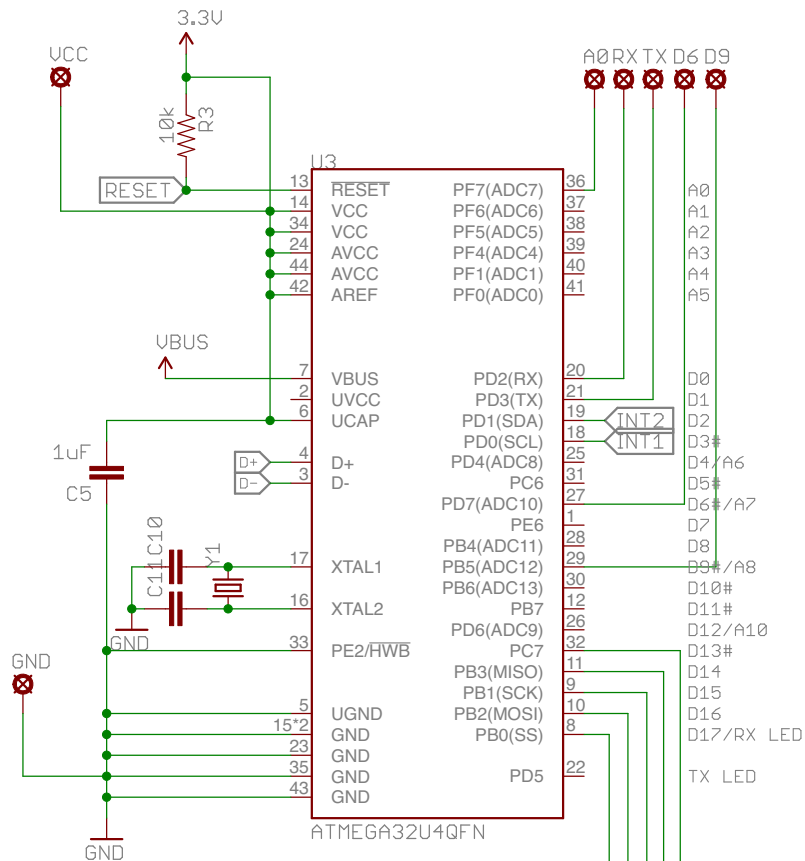 3.3V
VCC
A0 RX TX D6 D9
10k
R3
U3
RESET
13 RESET PF7(ADC7) 36 A0
14 VCC PF6(ADC6) 37 A1
34 VCC PF5(ADC5) 38 A2
24 AVCC PF4(ADC4) 39 A3
44 AVCC PF1(ADC1) 40 A4
42 AREF PF0(ADC0) 41 A5
VBUS
7 VBUS PD2(RX) 20 D0
2 UVCC PD3(TX) 21 D1
6 UCAP PD1(SDA) 19 INT2 D2
PD0(SCL) 18 INT1 D3#
1uF
C5
D+ 4 D+ PD4(ADC8) 25 D4/A6
D- 3 D- PC6 31 D5#
PD7(ADC10) 27 D6#/A7
PE6 1 D7
C10
C11
Y1
PB4(ADC11) 28 D8
17 XTAL1 PB5(ADC12) 29 D9#/A8
PB6(ADC13) 30 D10#
16 XTAL2 PB7 12 D11#
GND
PD6(ADC9) 26 D12/A10
33 PE2/HWB PC7 32 D13#
GND
PB3(MISO) 11 D14
PB1(SCK) 9 D15
5 UGND PB2(MOSI) 10 D16
15*2 GND PB0(SS) 8 D17/RX LED
23 GND
35 GND PD5 22 TX LED
43 GND
GND
ATMEGA32U4QFN